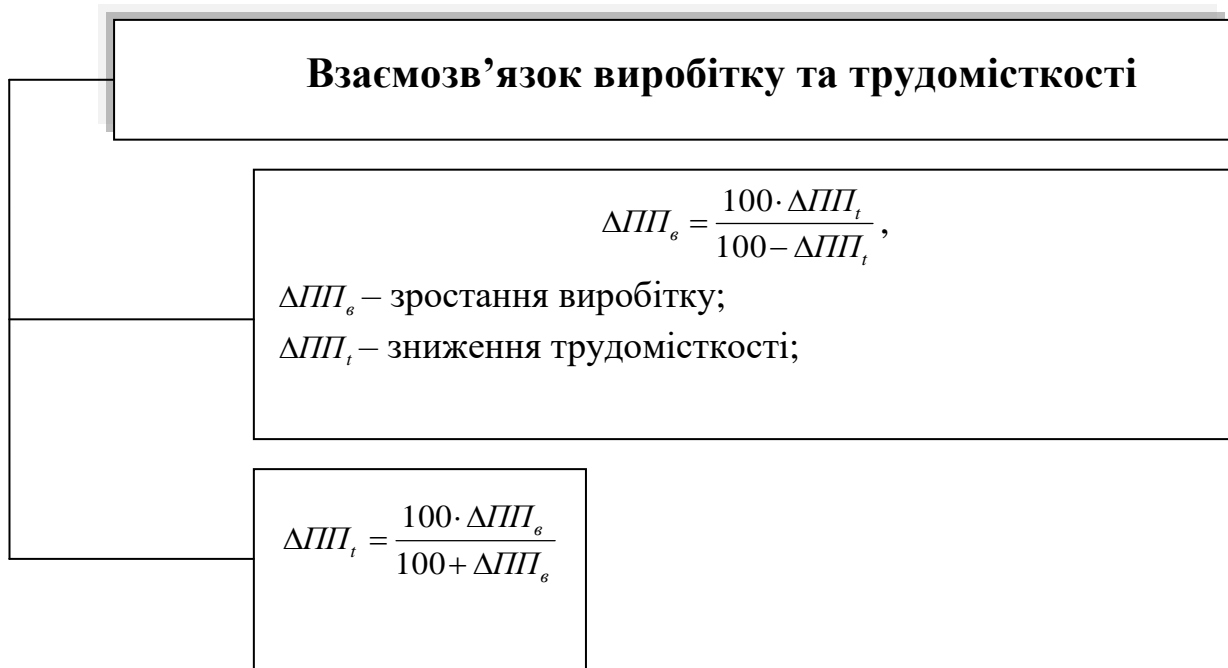 Взаємозв’язок виробітку та трудомісткості
ΔПП_в = (100 · ΔПП_t) / (100 − ΔПП_t),
ΔПП_в – зростання виробітку;
ΔПП_t – зниження трудомісткості;
ΔПП_t = (100 · ΔПП_в) / (100 + ΔПП_в)